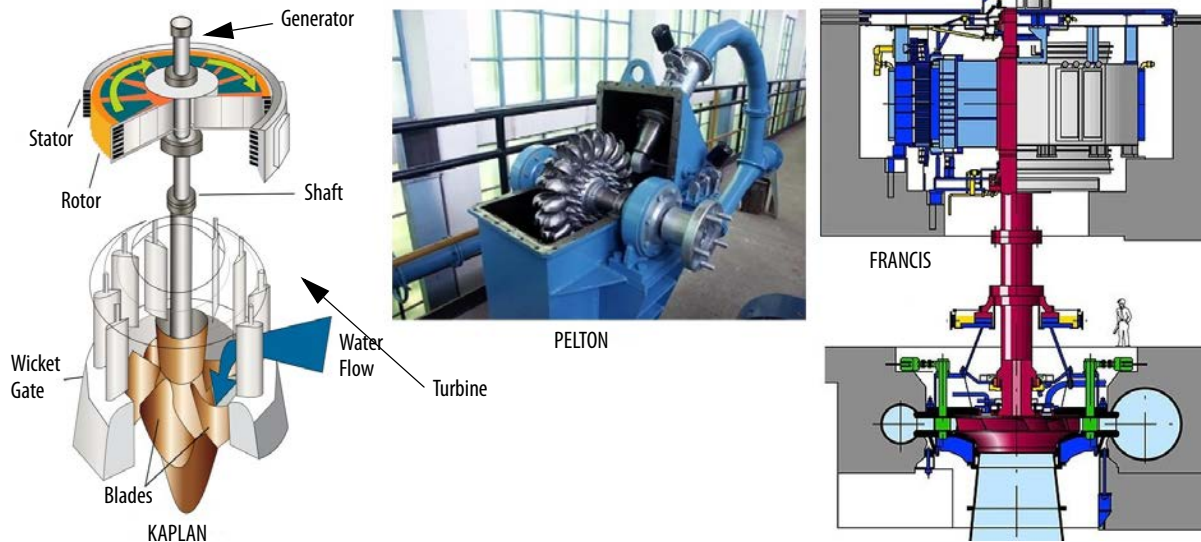 Generator
Stator
Rotor
Shaft
Wicket
Gate
Water
Flow
Turbine
Blades
KAPLAN
PELTON
FRANCIS